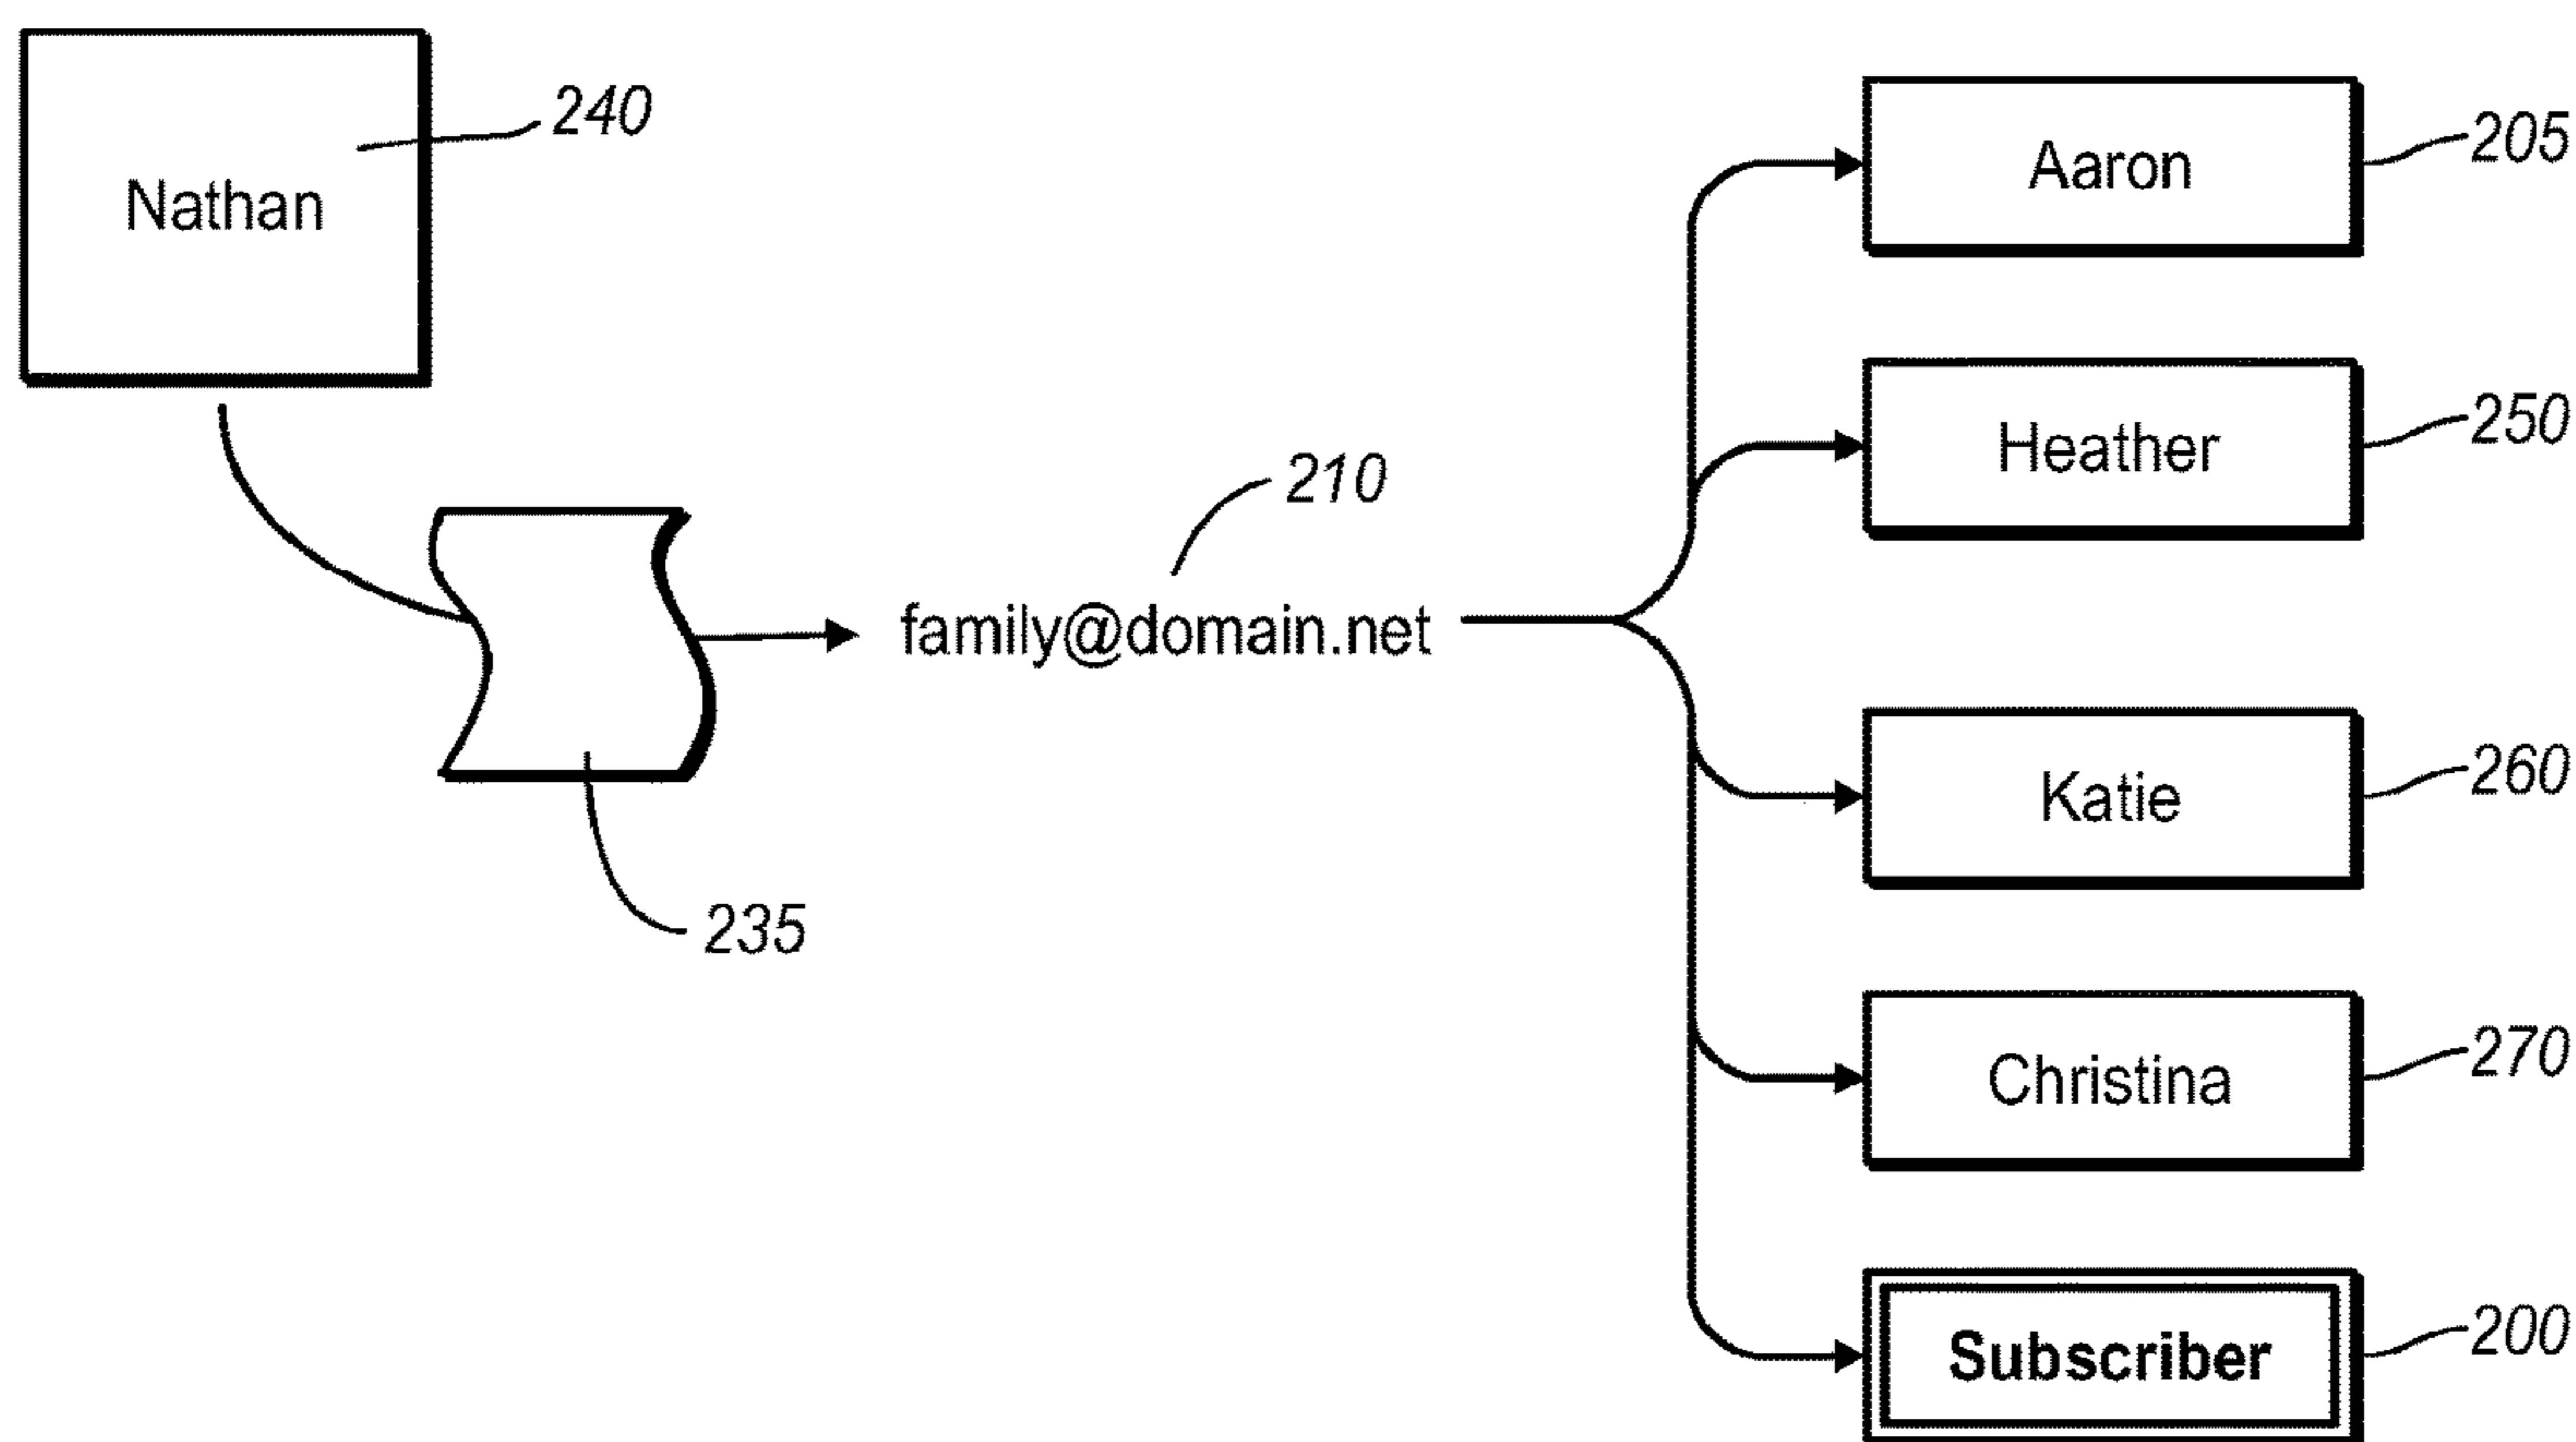 Nathan
240
235
family@domain.net
210
Aaron
205
Heather
250
Katie
260
Christina
270
Subscriber
200